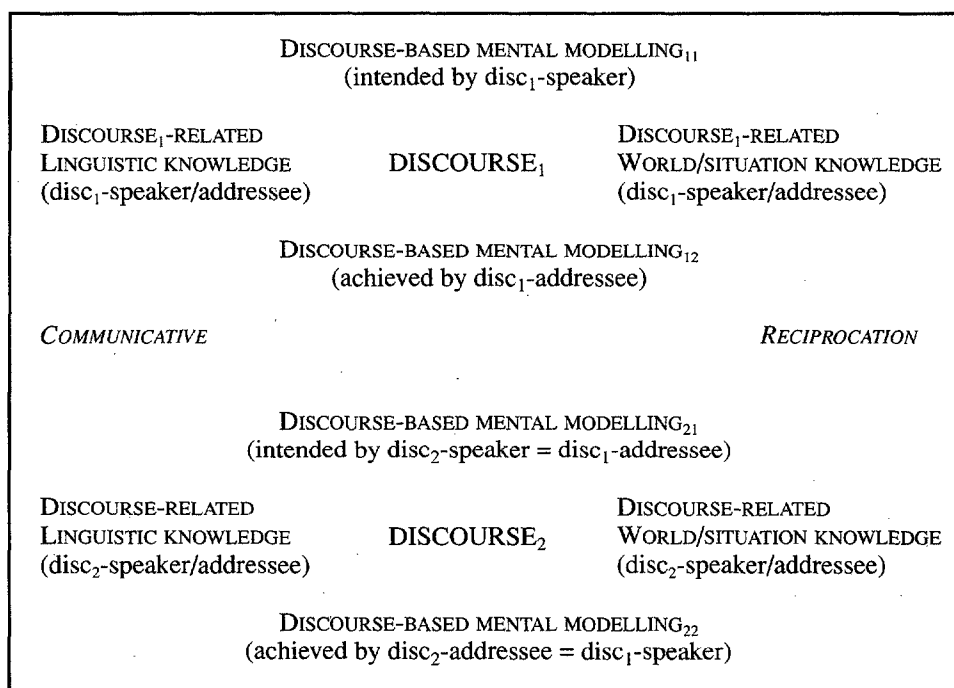 DISCOURSE-BASED MENTAL MODELLING₁₁
(intended by disc₁-speaker)
DISCOURSE₁-RELATED
LINGUISTIC KNOWLEDGE
(disc₁-speaker/addressee)
DISCOURSE₁
DISCOURSE₁-RELATED
WORLD/SITUATION KNOWLEDGE
(disc₁-speaker/addressee)
DISCOURSE-BASED MENTAL MODELLING₁₂
(achieved by disc₁-addressee)
COMMUNICATIVE RECIPROCATION
DISCOURSE-BASED MENTAL MODELLING₂₁
(intended by disc₂-speaker = disc₁-addressee)
DISCOURSE-RELATED
LINGUISTIC KNOWLEDGE
(disc₂-speaker/addressee)
DISCOURSE₂
DISCOURSE-RELATED
WORLD/SITUATION KNOWLEDGE
(disc₂-speaker/addressee)
DISCOURSE-BASED MENTAL MODELLING₂₂
(achieved by disc₂-addressee = disc₁-speaker)